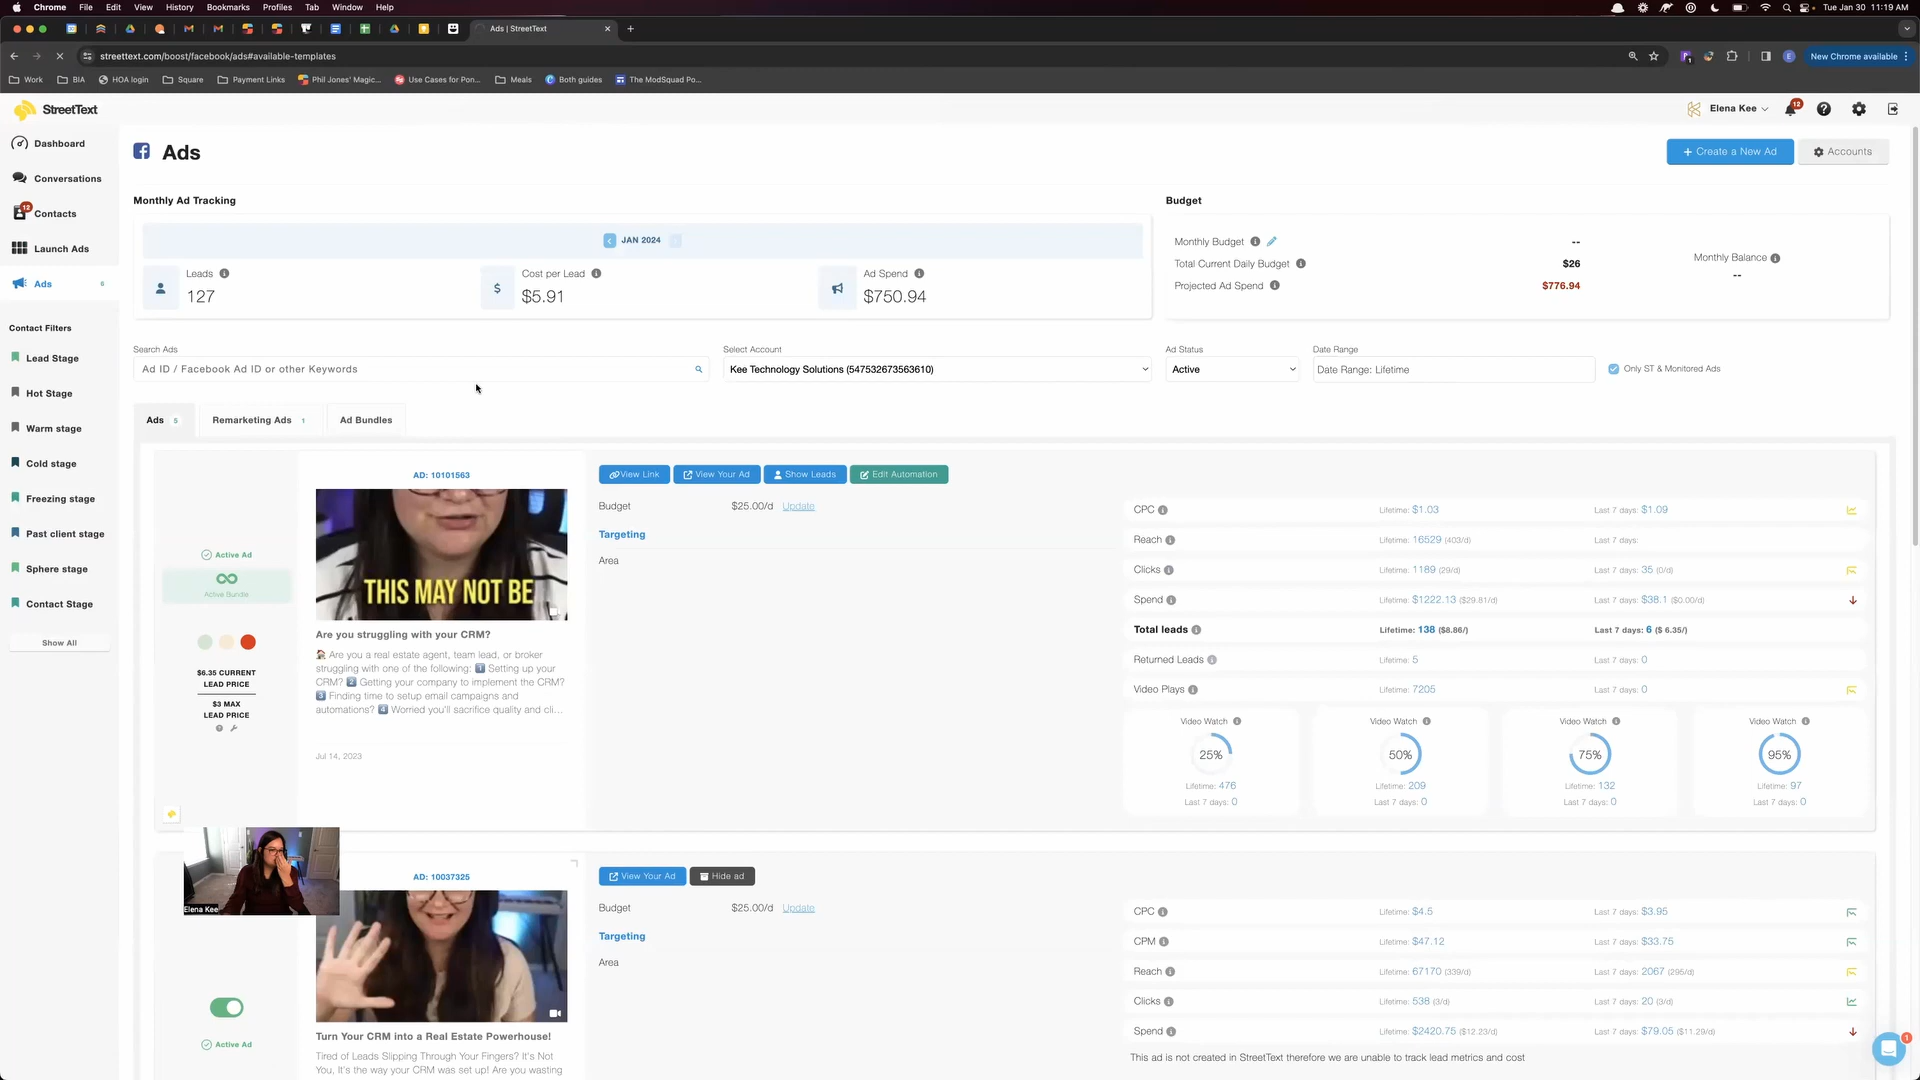 Chrome File Edit View History Bookmarks Profiles Tab Window Help
Tue Jan 30 11:19 AM
Ads | StreetText
streettext.com/boost/facebook/ads#available-templates
New Chrome available
Work BIA HOA login Square Payment Links Phil Jones' Magic... Use Cases for Pon... Meals Both guides The ModSquad Po...
StreetText
Elena Kee
12
Dashboard
Conversations
12
Contacts
Launch Ads
Ads 6
Contact Filters
Lead Stage
Hot Stage
Warm stage
Cold stage
Freezing stage
Past client stage
Sphere stage
Contact Stage
Show All
Ads
+ Create a New Ad
Accounts
Monthly Ad Tracking
JAN 2024
Leads
127
Cost per Lead
$5.91
Ad Spend
$750.94
Budget
Monthly Budget --
Total Current Daily Budget $26
Projected Ad Spend $776.94
Monthly Balance
--
Search Ads
Ad ID / Facebook Ad ID or other Keywords
Select Account
Kee Technology Solutions (547532673563610)
Ad Status
Active
Date Range
Date Range: Lifetime
Only ST & Monitored Ads
Ads 5
Remarketing Ads 1
Ad Bundles
Active Ad
Active Bundle
$6.35 CURRENT
LEAD PRICE
$3 MAX
LEAD PRICE
AD: 10101563
THIS MAY NOT BE
Are you struggling with your CRM?
Are you a real estate agent, team lead, or broker
struggling with one of the following: 1 Setting up your
CRM? 2 Getting your company to implement the CRM?
3 Finding time to setup email campaigns and
automations? 4 Worried you'll sacrifice quality and cli...
Jul 14, 2023
View Link
View Your Ad
Show Leads
Edit Automation
Budget $25.00/d Update
Targeting
Area
CPC Lifetime: $1.03 Last 7 days: $1.09
Reach Lifetime: 16529 (403/d) Last 7 days:
Clicks Lifetime: 1189 (29/d) Last 7 days: 35 (0/d)
Spend Lifetime: $1222.13 ($29.81/d) Last 7 days: $38.1 ($0.00/d)
Total leads Lifetime: 138 ($8.86/) Last 7 days: 6 ($ 6.35/)
Returned Leads Lifetime: 5 Last 7 days: 0
Video Plays Lifetime: 7205 Last 7 days: 0
Video Watch Video Watch Video Watch Video Watch
25% 50% 75% 95%
Lifetime: 476 Lifetime: 209 Lifetime: 132 Lifetime: 97
Last 7 days: 0 Last 7 days: 0 Last 7 days: 0 Last 7 days: 0
Elena Kee
Active Ad
AD: 10037325
Turn Your CRM into a Real Estate Powerhouse!
Tired of Leads Slipping Through Your Fingers? It's Not
You, It's the way your CRM was set up! Are you wasting
View Your Ad
Hide ad
Budget $25.00/d Update
Targeting
Area
CPC Lifetime: $4.5 Last 7 days: $3.95
CPM Lifetime: $47.12 Last 7 days: $33.75
Reach Lifetime: 67170 (339/d) Last 7 days: 2067 (295/d)
Clicks Lifetime: 538 (3/d) Last 7 days: 20 (3/d)
Spend Lifetime: $2420.75 ($12.23/d) Last 7 days: $79.05 ($11.29/d)
This ad is not created in StreetText therefore we are unable to track lead metrics and cost
1